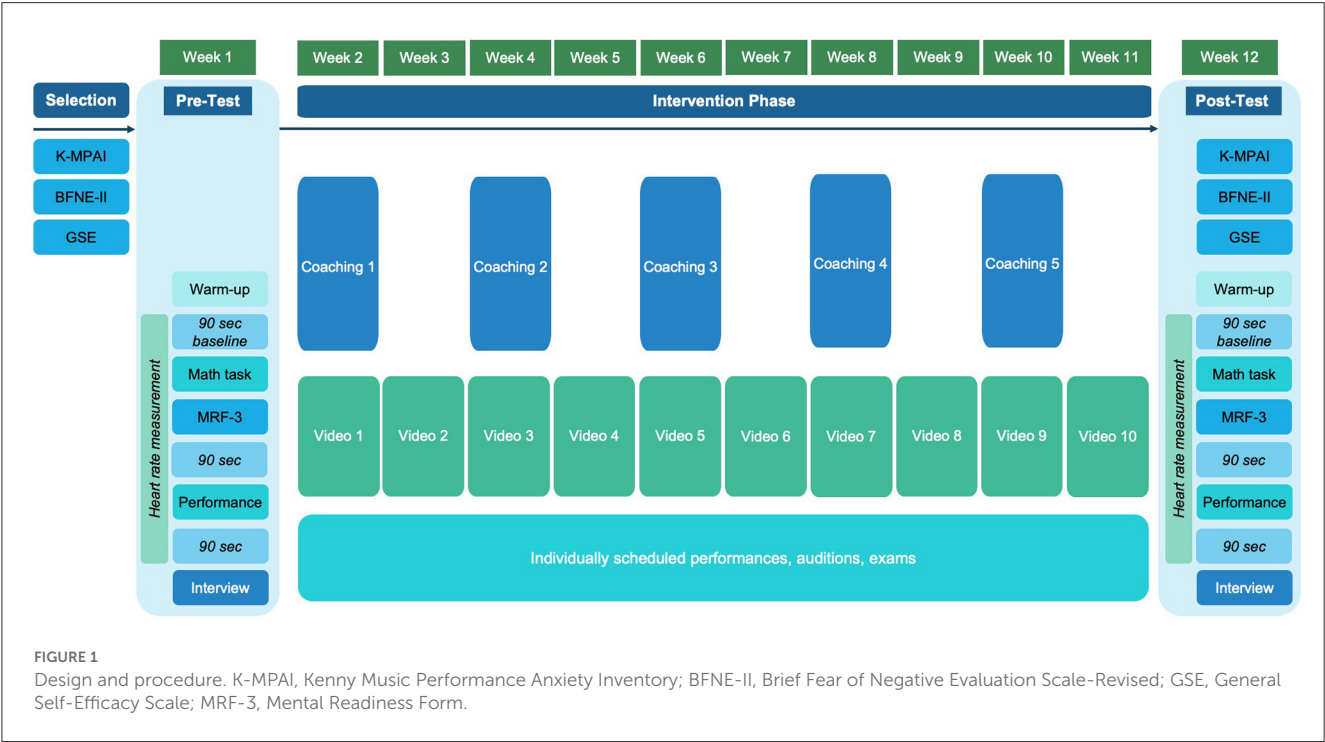 Week 1
Week 2
Week 3
Week 4
Week 5
Week 6
Week 7
Week 8
Week 9
Week 10
Week 11
Week 12
Selection
Pre-Test
Intervention Phase
Post-Test
K-MPAI
BFNE-II
GSE
Warm-up
Heart rate measurement
90 sec
baseline
Math task
MRF-3
90 sec
Performance
90 sec
Interview
Coaching 1
Coaching 2
Coaching 3
Coaching 4
Coaching 5
Video 1
Video 2
Video 3
Video 4
Video 5
Video 6
Video 7
Video 8
Video 9
Video 10
Individually scheduled performances, auditions, exams
K-MPAI
BFNE-II
GSE
Warm-up
Heart rate measurement
90 sec
baseline
Math task
MRF-3
90 sec
Performance
90 sec
Interview
FIGURE 1
Design and procedure. K-MPAI, Kenny Music Performance Anxiety Inventory; BFNE-II, Brief Fear of Negative Evaluation Scale-Revised; GSE, General
Self-Efficacy Scale; MRF-3, Mental Readiness Form.